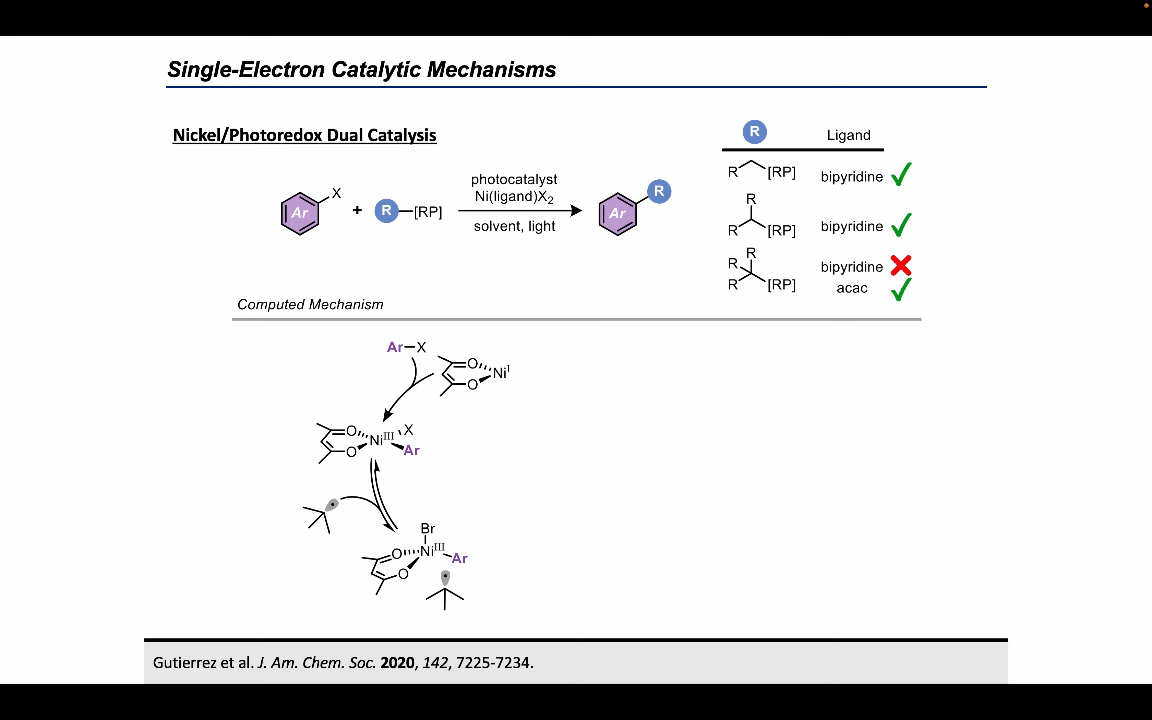 Single-Electron Catalytic Mechanisms
Nickel/Photoredox Dual Catalysis
Ar
X
+
R
[RP]
photocatalyst
Ni(ligand)X2
solvent, light
Ar
R
R
Ligand
R [RP]
bipyridine
R
R [RP]
bipyridine
R
R
R [RP]
bipyridine
acac
Computed Mechanism
Ar–X
O
O
NiI
O
O
NiIII
X
Ar
Br
O
O
NiIII
Ar
Gutierrez et al. J. Am. Chem. Soc. 2020, 142, 7225-7234.